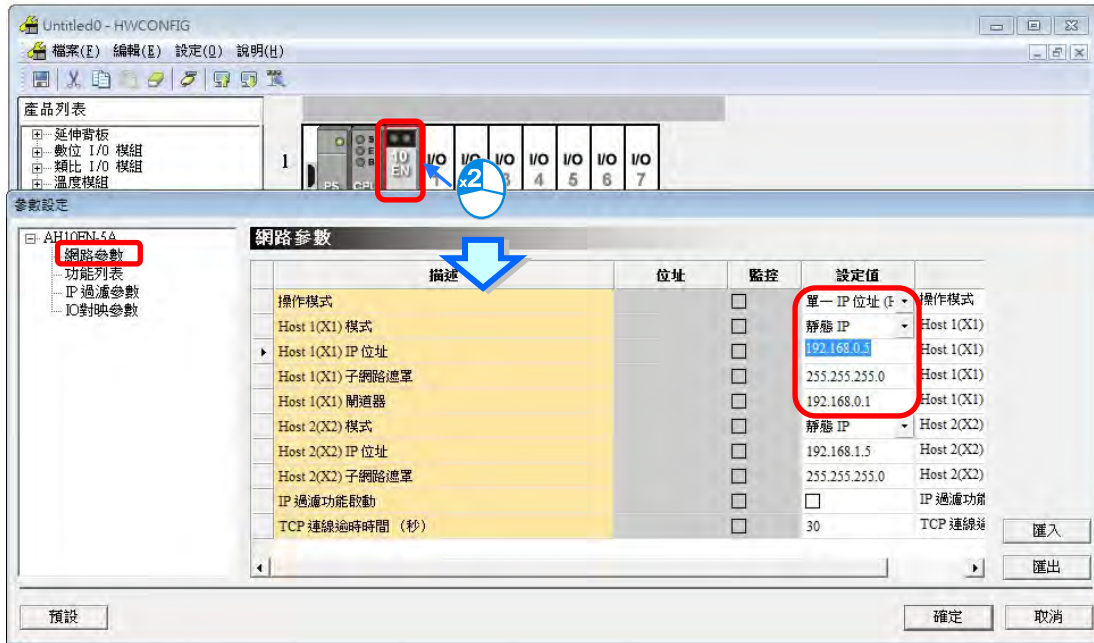 Untitled0 - HWCONFIG
檔案(F) 編輯(E) 設定(O) 說明(H)
產品列表
延伸背板
數位 I/O 模組
類比 I/O 模組
溫度模組
1
S
E
B
10
EN
I/O I/O I/O I/O I/O I/O I/O
PS CPU 1 x2 3 4 5 6 7
參數設定
AH10EN-5A
網路參數
功能列表
IP 過濾參數
IO對映參數
網路參數
描述 位址 監控 設定值
操作模式 單一 IP 位址 (F 操作模式
Host 1(X1) 模式 靜態 IP Host 1(X1)
Host 1(X1) IP 位址 192.168.0.5 Host 1(X1)
Host 1(X1) 子網路遮罩 255.255.255.0 Host 1(X1)
Host 1(X1) 閘道器 192.168.0.1 Host 1(X1)
Host 2(X2) 模式 靜態 IP Host 2(X2)
Host 2(X2) IP 位址 192.168.1.5 Host 2(X2)
Host 2(X2) 子網路遮罩 255.255.255.0 Host 2(X2)
IP 過濾功能啟動 IP 過濾功能
TCP 連線逾時時間 (秒) 30 TCP 連線逾
匯入
匯出
預設 確定 取消